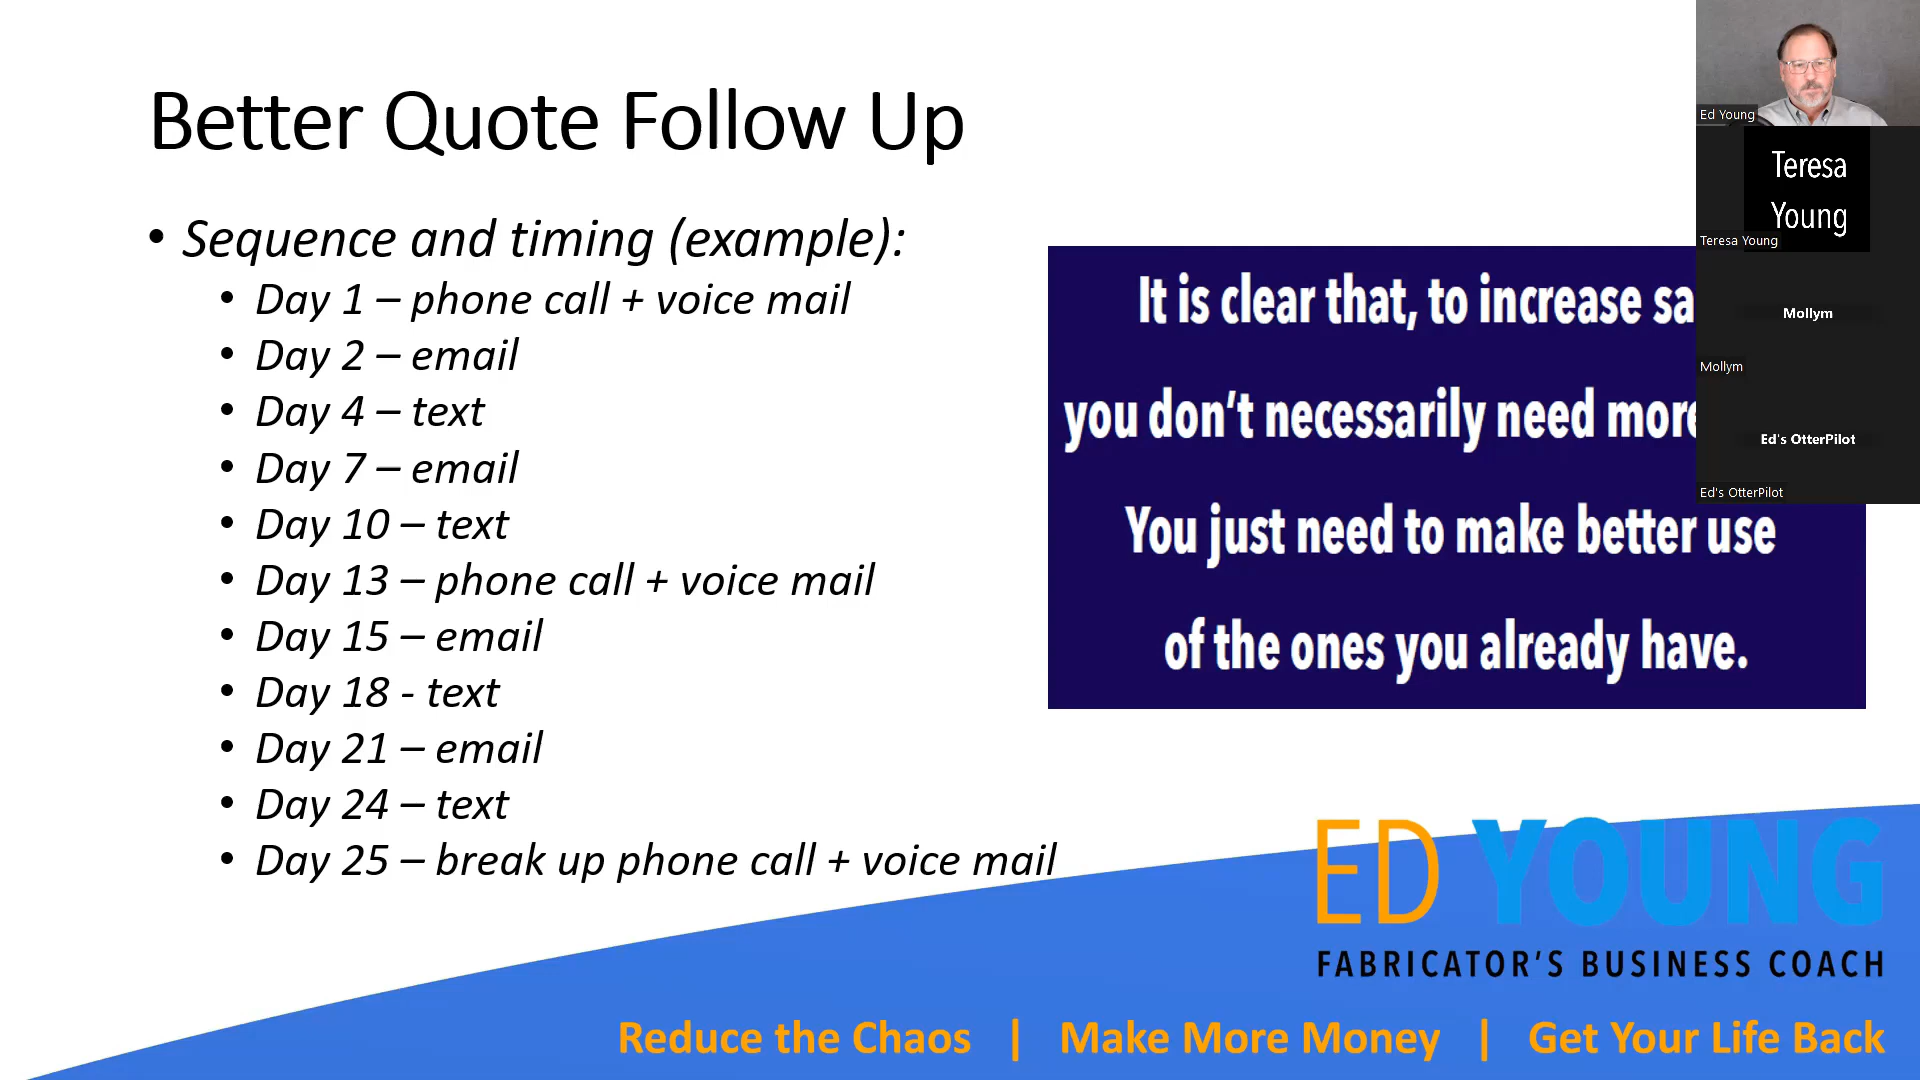 Better Quote Follow Up
• Sequence and timing (example):
• Day 1 – phone call + voice mail
• Day 2 – email
• Day 4 – text
• Day 7 – email
• Day 10 – text
• Day 13 – phone call + voice mail
• Day 15 – email
• Day 18 - text
• Day 21 – email
• Day 24 – text
• Day 25 – break up phone call + voice mail
It is clear that, to increase
you don’t necessarily need more
You just need to make better use
of the ones you already have.
Ed Young
Teresa
Young
Teresa Young
Mollym
Mollym
Ed's OtterPilot
Ed's OtterPilot
ED YOUNG
FABRICATOR’S BUSINESS COACH
Reduce the Chaos | Make More Money | Get Your Life Back